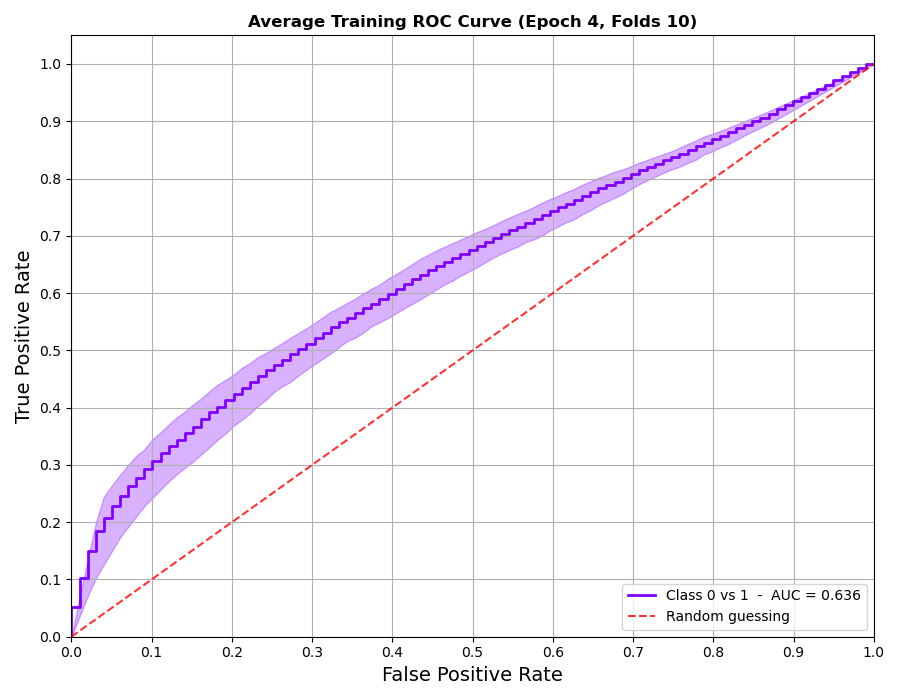 Average Training ROC Curve (Epoch 4, Folds 10)
True Positive Rate
1.0
0.9
0.8
0.7
0.6
0.5
0.4
0.3
0.2
0.1
0.0
Class 0 vs 1 - AUC = 0.636
Random guessing
0.0 0.1 0.2 0.3 0.4 0.5 0.6 0.7 0.8 0.9 1.0
False Positive Rate